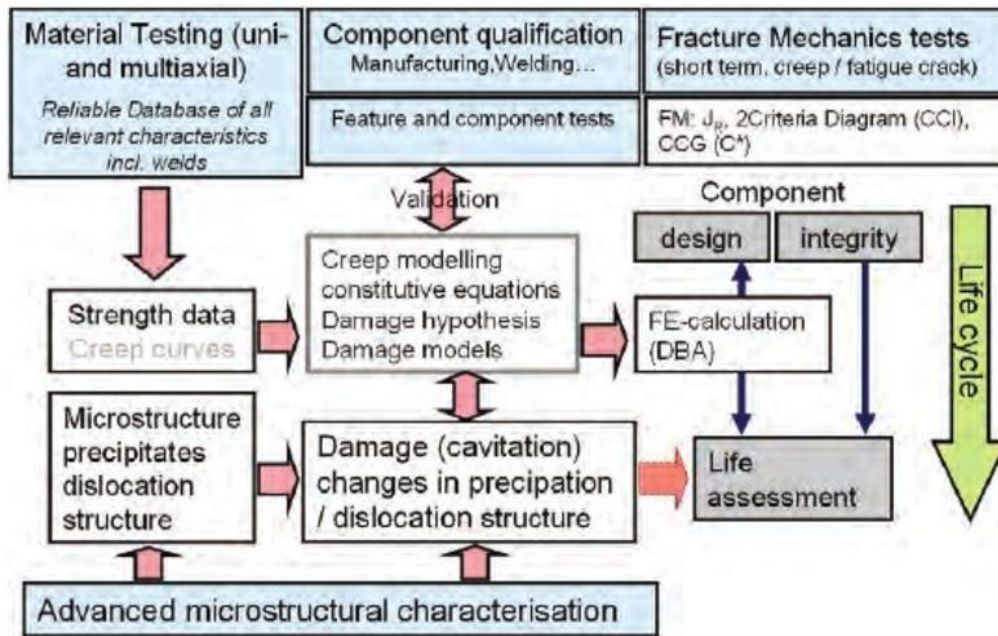 Material Testing (uni-
and multiaxial)
Reliable Database of all
relevant characteristics
incl. welds
Component qualification
Manufacturing,Welding...
Feature and component tests
Fracture Mechanics tests
(short term, creep / fatigue crack)
FM: J_R, 2Criteria Diagram (CCI),
CCG (C*)
Validation
Component
design
integrity
Life cycle
Strength data
Creep curves
Creep modelling
constitutive equations
Damage hypothesis
Damage models
FE-calculation
(DBA)
Microstructure
precipitates
dislocation
structure
Damage (cavitation)
changes in precipation
/ dislocation structure
Life
assessment
Advanced microstructural characterisation